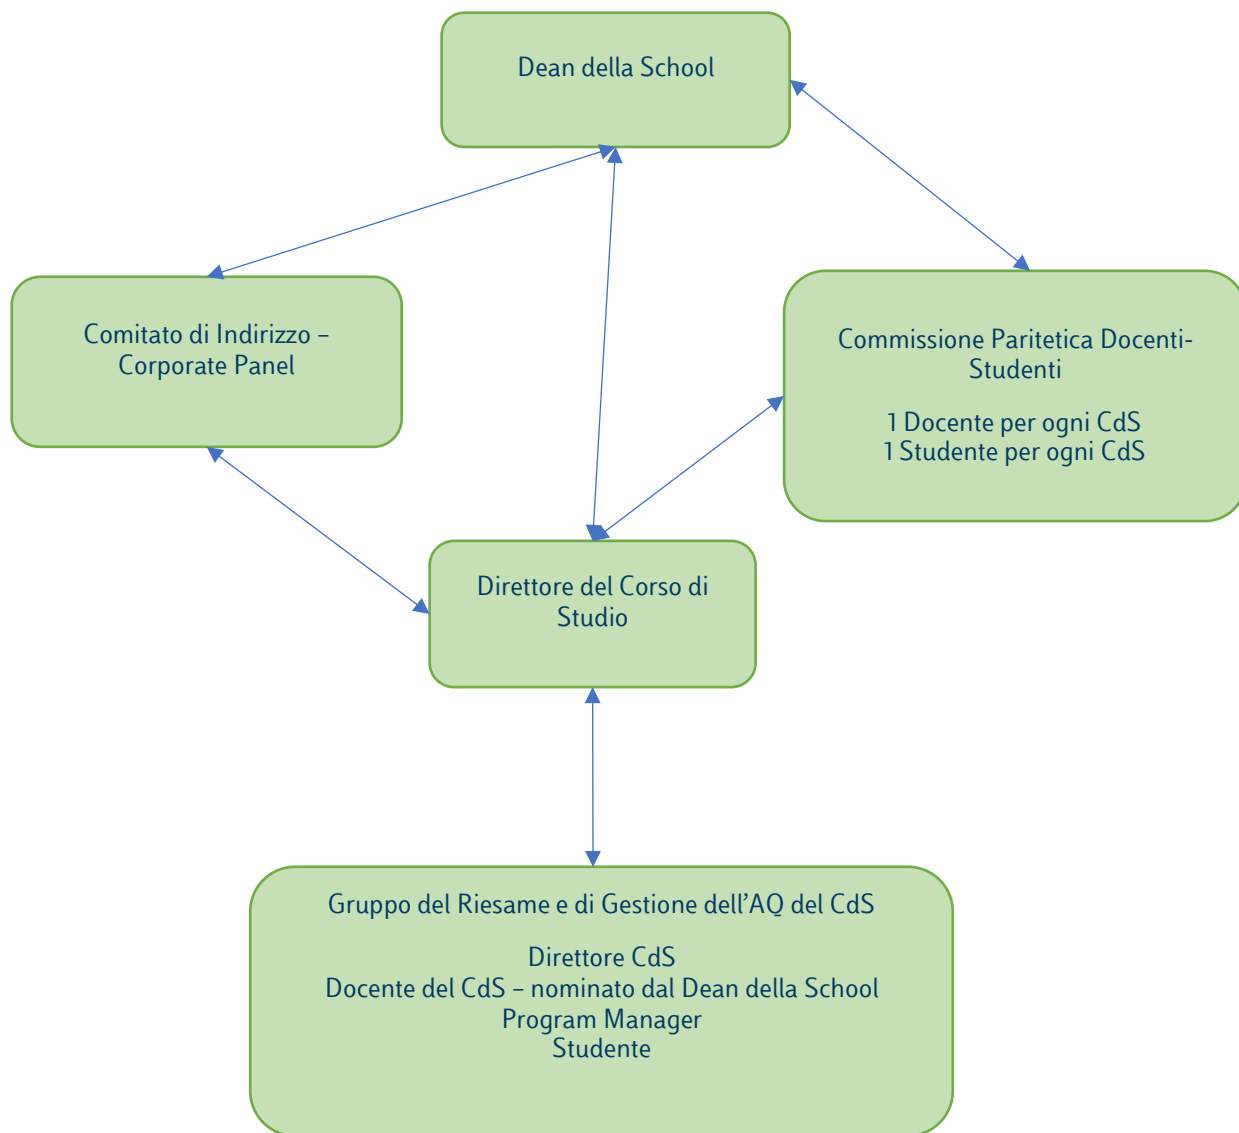 Dean della School
Comitato di Indirizzo –
Corporate Panel
Commissione Paritetica Docenti-
Studenti
1 Docente per ogni CdS
1 Studente per ogni CdS
Direttore del Corso di
Studio
Gruppo del Riesame e di Gestione dell’AQ del CdS
Direttore CdS
Docente del CdS – nominato dal Dean della School
Program Manager
Studente